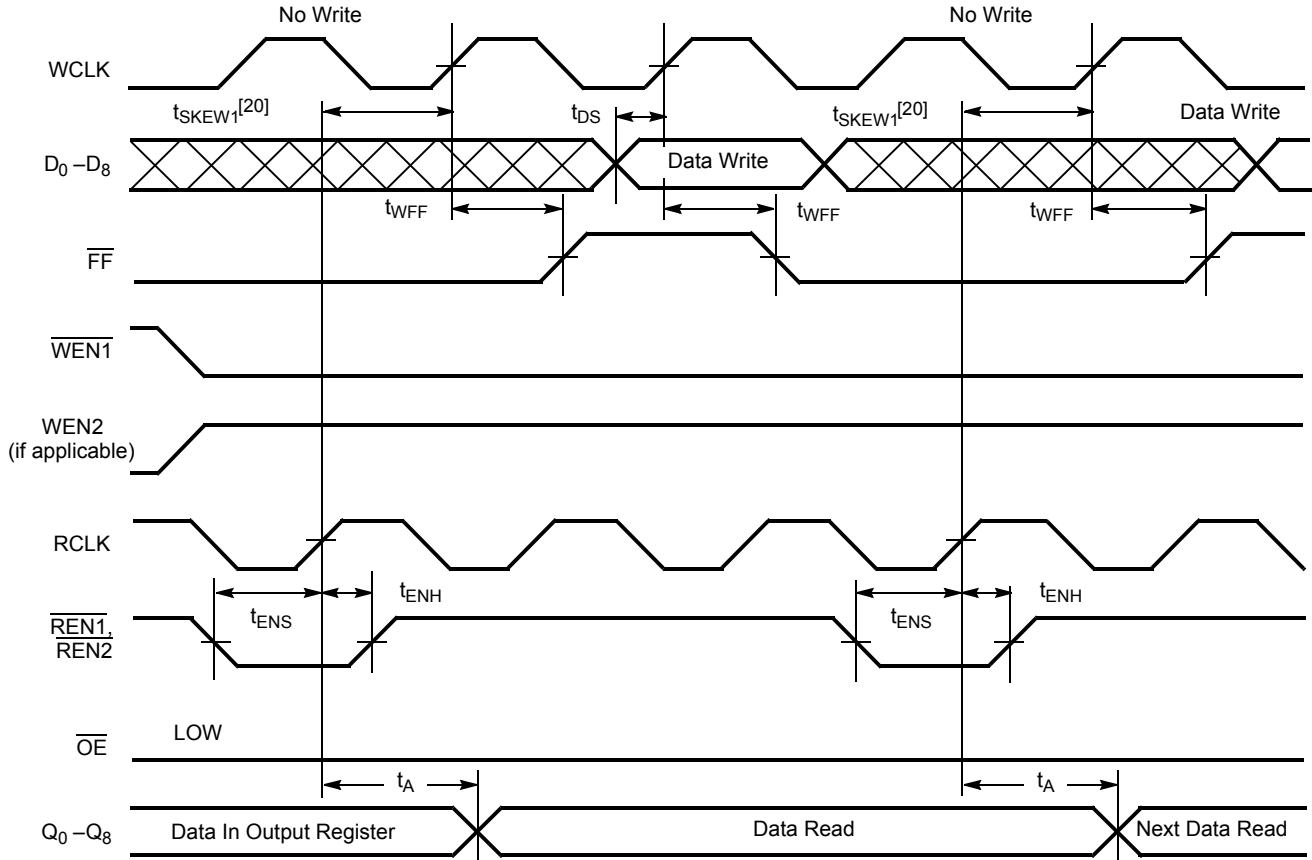 No Write No Write
WCLK
tSKEW1[20] tDS tSKEW1[20] Data Write
D0 –D8 Data Write
tWFF tWFF tWFF
FF
WEN1
WEN2
(if applicable)
RCLK
tENS tENH tENS tENH
REN1,
REN2
OE LOW
tA tA
Q0 –Q8 Data In Output Register Data Read Next Data Read